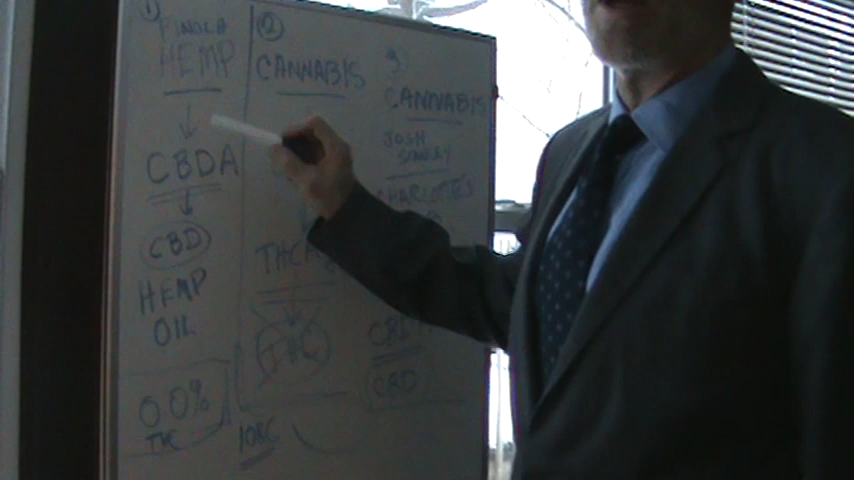 1
FINOLA
HEMP
CBDA
CBD
HEMP
OIL
0.0%
THC
2
CANNABIS
THCA
THC
3
CANNABIS
JOSH
STANLEY
CHARLOTTE'S
CBDA
CBD